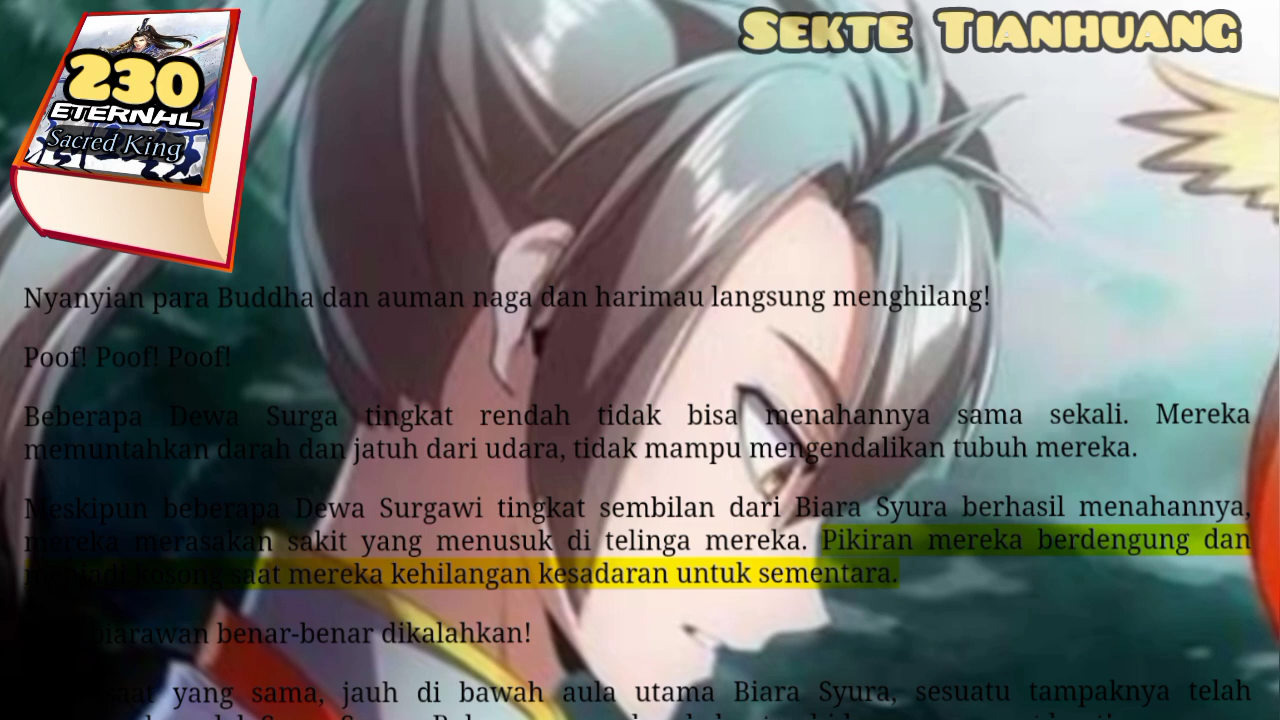 SEKTE TIANHUANG
230
ETERNAL
Sacred King
Nyanyian para Buddha dan auman naga dan harimau langsung menghilang!
Poof! Poof! Poof!
Beberapa Dewa Surga tingkat rendah tidak bisa menahannya sama sekali. Mereka
memuntahkan darah dan jatuh dari udara, tidak mampu mengendalikan tubuh mereka.
Meskipun beberapa Dewa Surgawi tingkat sembilan dari Biara Syura berhasil menahannya,
mereka merasakan sakit yang menusuk di telinga mereka. Pikiran mereka berdengung dan
menjadi kosong saat mereka kehilangan kesadaran untuk sementara.
biarawan benar-benar dikalahkan!
saat yang sama, jauh di bawah aula utama Biara Syura, sesuatu tampaknya telah